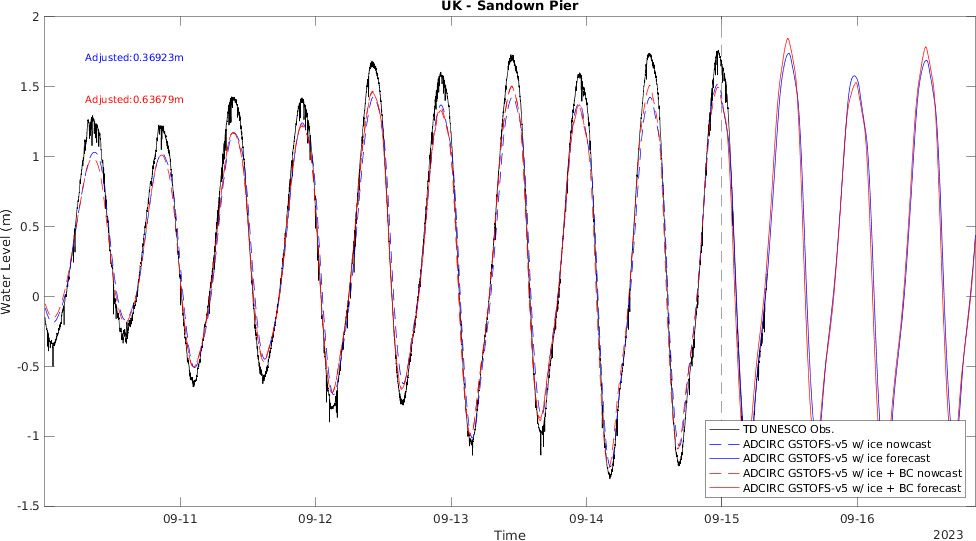 UK - Sandown Pier
Adjusted:0.36923m
Adjusted:0.63679m
Water Level (m)
2
1.5
1
0.5
0
-0.5
-1
-1.5
TD UNESCO Obs.
ADCIRC GSTOFS-v5 w/ ice nowcast
ADCIRC GSTOFS-v5 w/ ice forecast
ADCIRC GSTOFS-v5 w/ ice + BC nowcast
ADCIRC GSTOFS-v5 w/ ice + BC forecast
09-11 09-12 09-13 09-14 09-15 09-16
Time
2023